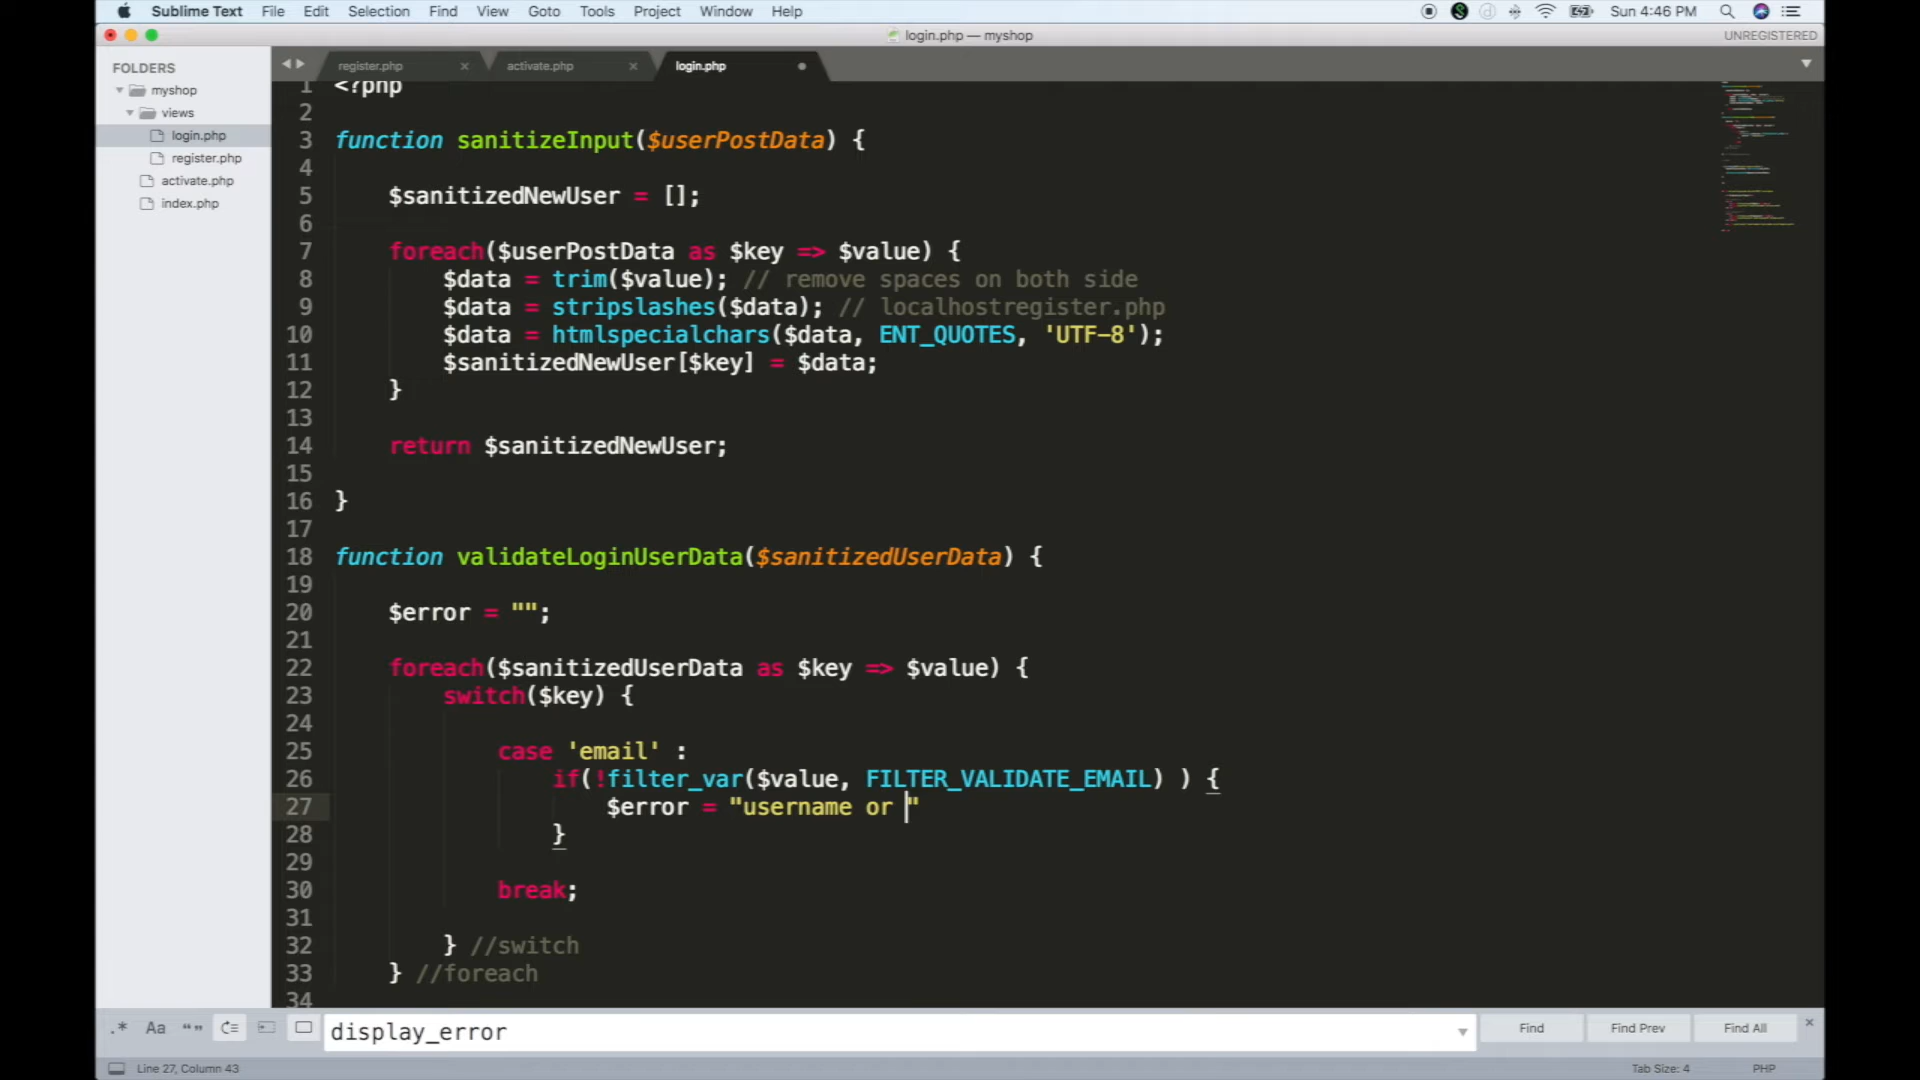 Sublime Text File Edit Selection Find View Goto Tools Project Window Help Sun 4:46 PM
login.php — myshop UNREGISTERED
FOLDERS
myshop
views
login.php
register.php
activate.php
index.php
register.php × activate.php × login.php
1 <?php
2
3 function sanitizeInput($userPostData) {
4
5 $sanitizedNewUser = [];
6
7 foreach($userPostData as $key => $value) {
8 $data = trim($value); // remove spaces on both side
9 $data = stripslashes($data); // localhostregister.php
10 $data = htmlspecialchars($data, ENT_QUOTES, 'UTF-8');
11 $sanitizedNewUser[$key] = $data;
12 }
13
14 return $sanitizedNewUser;
15
16 }
17
18 function validateLoginUserData($sanitizedUserData) {
19
20 $error = "";
21
22 foreach($sanitizedUserData as $key => $value) {
23 switch($key) {
24
25 case 'email' :
26 if(!filter_var($value, FILTER_VALIDATE_EMAIL) ) {
27 $error = "username or "
28 }
29
30 break;
31
32 } //switch
33 } //foreach
34
.* Aa “” display_error Find Find Prev Find All ×
Line 27, Column 43 Tab Size: 4 PHP